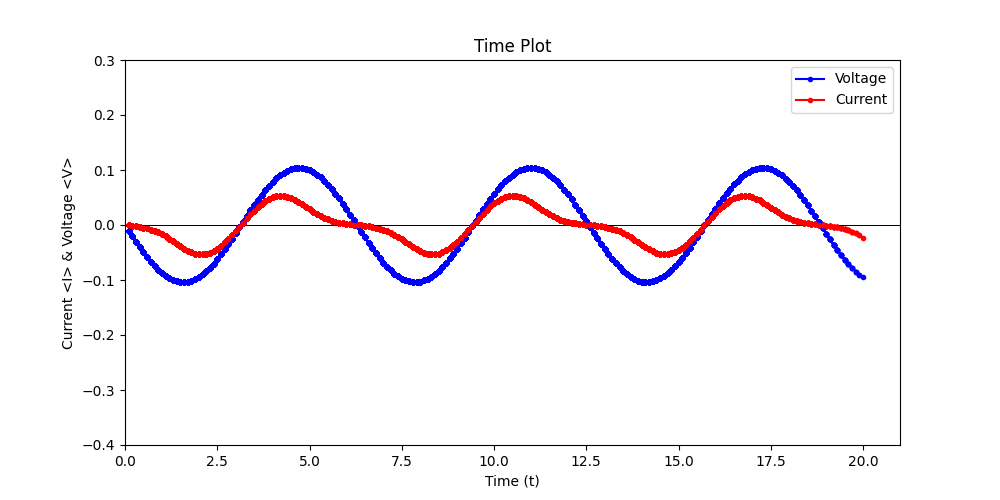 Time Plot
Voltage
Current
Current <I> & Voltage <V>
0.3
0.2
0.1
0.0
−0.1
−0.2
−0.3
−0.4
0.0 2.5 5.0 7.5 10.0 12.5 15.0 17.5 20.0
Time (t)